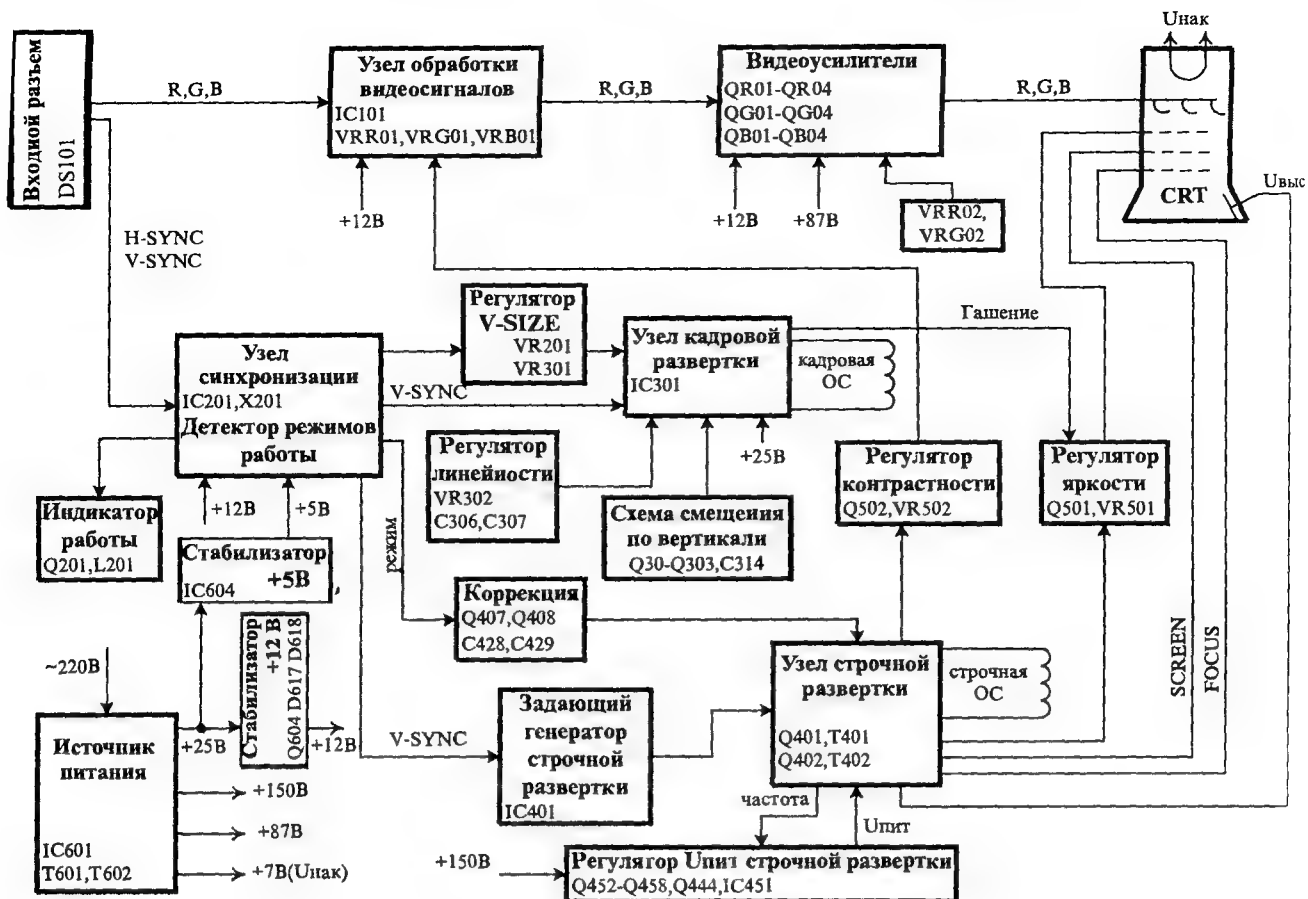 Входной разъем
DS101
R,G,B
Узел обработки
видеосигналов
IC101
VRR01,VRG01,VRB01
+12В
R,G,B
Видеоусилители
QR01-QR04
QG01-QG04
QB01-QB04
+12В
+87В
VRR02,
VRG02
R,G,B
Uнак
CRT
Uвыс
H-SYNC
V-SYNC
Узел
синхронизации
IC201,X201
Детектор режимов
работы
Регулятор
V-SIZE
VR201
VR301
V-SYNC
Узел кадровой
развертки
IC301
кадровая
ОС
Гашение
+25В
Регулятор
линейности
VR302
C306,C307
Схема смещения
по вертикали
Q30-Q303,C314
Регулятор
контрастности
Q502,VR502
Регулятор
яркости
Q501,VR501
Индикатор
работы
Q201,L201
+12В
+5В
Стабилизатор
IC604 +5В
режим
Коррекция
Q407,Q408
C428,C429
Стабилизатор
+12 В
Q604 D617 D618
+12В
~220В
Источник
питания
IC601
T601,T602
+25В
+150В
+87В
+7В(Uнак)
V-SYNC
Задающий
генератор
строчной
развертки
IC401
Узел строчной
развертки
Q401,T401
Q402,T402
строчная
ОС
SCREEN
FOCUS
частота
Uпит
+150В
Регулятор Uпит строчной развертки
Q452-Q458,Q444,IC451